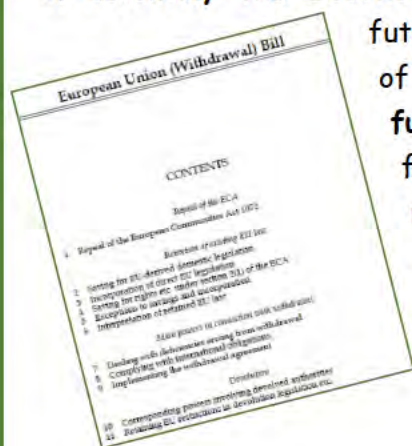 fut
of
fu
f
European Union (Withdrawal) Bill
CONTENTS
Repeal of the ECA
1 Repeal of the European Communities Act 1972
Retention of existing EU law
2 Saving for EU-derived domestic legislation
3 Incorporation of direct EU legislation
4 Saving for rights etc. under section 2(1) of the ECA
5 Exceptions to savings and incorporation
6 Interpretation of retained EU law
Main powers in connection with withdrawal
7 Dealing with deficiencies arising from withdrawal
8 Complying with international obligations
9 Implementing the withdrawal agreement
Devolution
10 Corresponding powers involving devolved authorities
11 Retaining EU restrictions in devolution legislation etc.